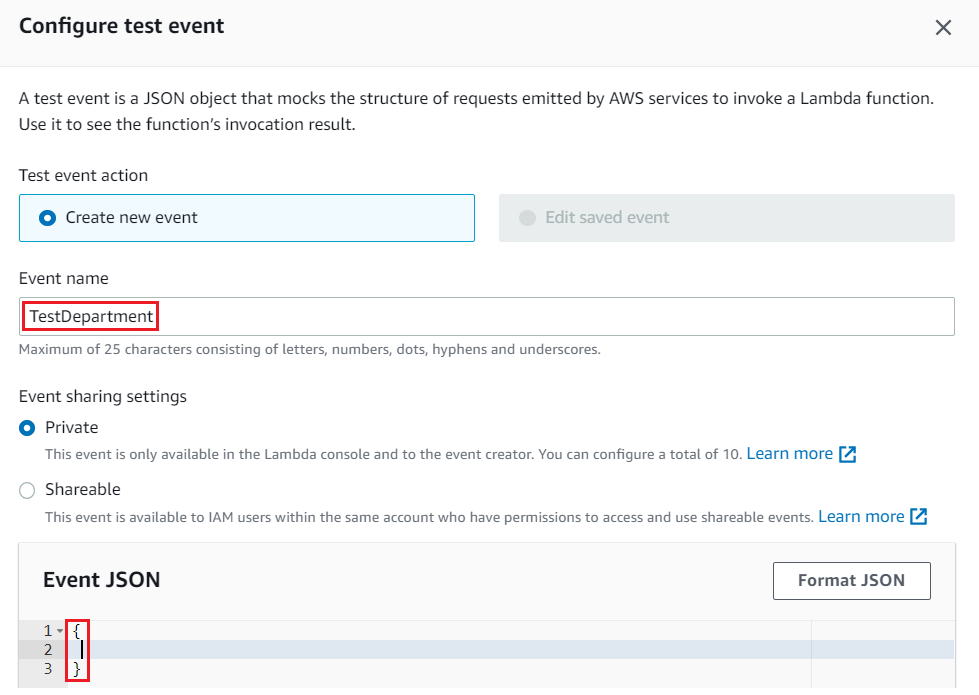 Configure test event
A test event is a JSON object that mocks the structure of requests emitted by AWS services to invoke a Lambda function.
Use it to see the function’s invocation result.
Test event action
Create new event
Edit saved event
Event name
TestDepartment
Maximum of 25 characters consisting of letters, numbers, dots, hyphens and underscores.
Event sharing settings
Private
This event is only available in the Lambda console and to the event creator. You can configure a total of 10. Learn more
Shareable
This event is available to IAM users within the same account who have permissions to access and use shareable events. Learn more
Event JSON
Format JSON
1 {
2
3 }